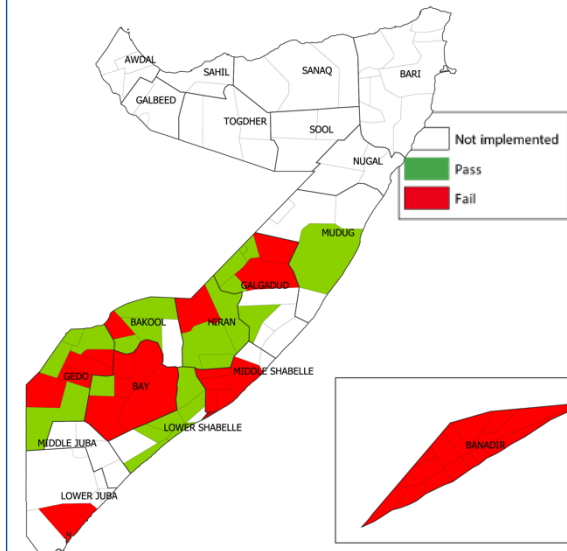 AWDAL
SAHIL
SANAQ
BARI
GALBEED
TOGDHER
SOOL
NUGAL
Not implemented
Pass
Fail
MUDUG
GALGADUD
BAKOOL
HIRAN
GEDO
BAY
MIDDLE SHABELLE
LOWER SHABELLE
MIDDLE JUBA
BANADIR
LOWER JUBA